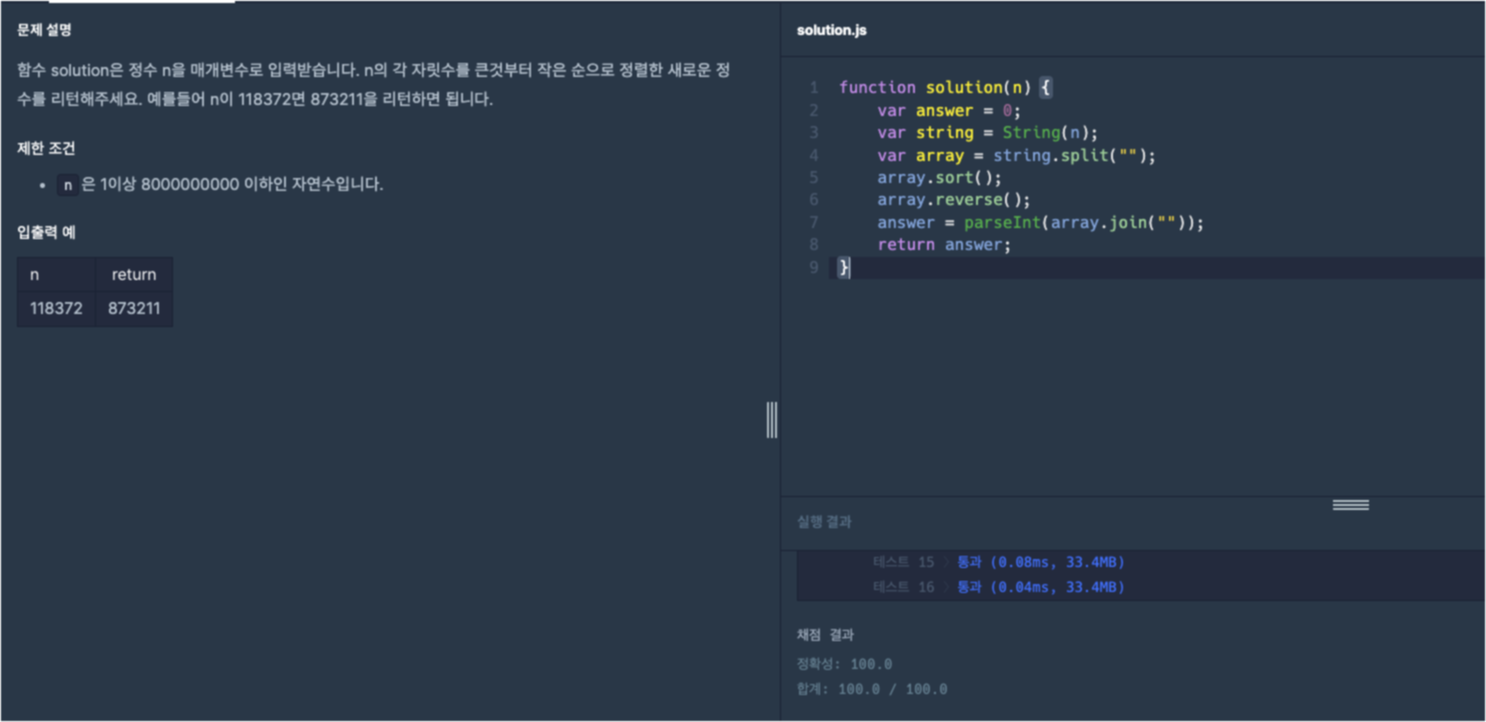 문제 설명
함수 solution은 정수 n을 매개변수로 입력받습니다. n의 각 자릿수를 큰것부터 작은 순으로 정렬한 새로운 정
수를 리턴해주세요. 예를들어 n이 118372면 873211을 리턴하면 됩니다.
제한 조건
• n 은 1이상 8000000000 이하인 자연수입니다.
입출력 예
n return
118372 873211
solution.js
1 function solution(n) {
2 var answer = 0;
3 var string = String(n);
4 var array = string.split("");
5 array.sort();
6 array.reverse();
7 answer = parseInt(array.join(""));
8 return answer;
9 }
실행 결과
테스트 15 〉 통과 (0.08ms, 33.4MB)
테스트 16 〉 통과 (0.04ms, 33.4MB)
채점 결과
정확성: 100.0
합계: 100.0 / 100.0